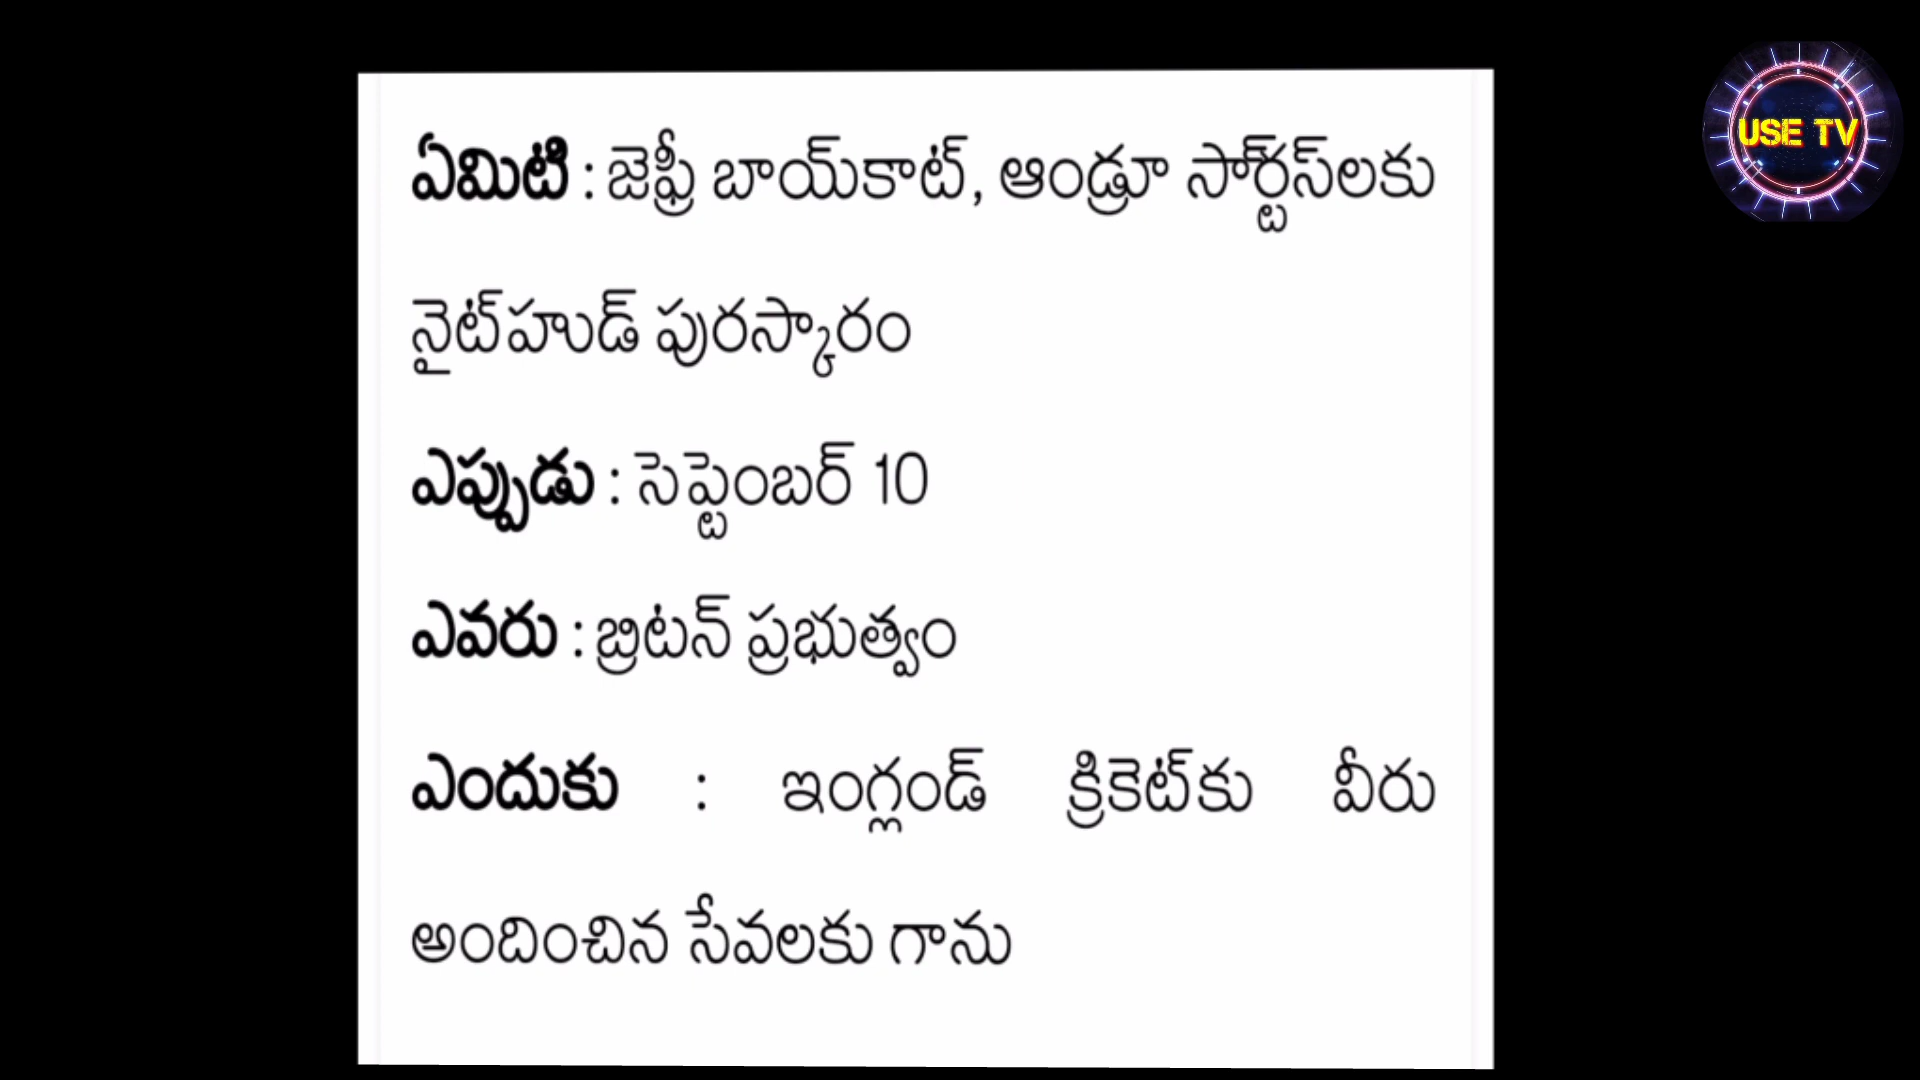 ఏమిటి : జెఫ్రీ బాయ్‌కాట్, ఆండ్రూ సార్ట్‌స్‌లకు
USE TV
నైట్‌హుడ్ పురస్కారం
ఎప్పుడు : సెప్టెంబర్ 10
ఎవరు : బ్రిటన్ ప్రభుత్వం
ఎందుకు : ఇంగ్లండ్ క్రికెట్‌కు వీరు
అందించిన సేవలకు గాను